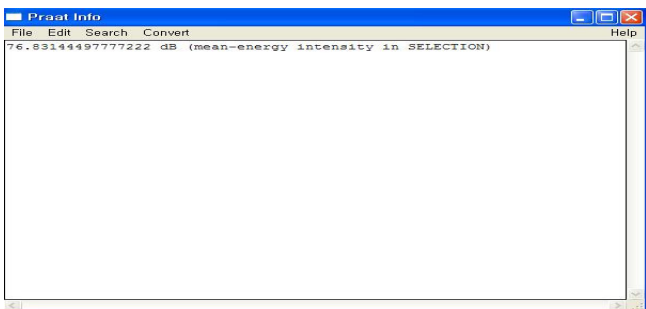 Praat Info
File Edit Search Convert Help
76.83144497777222 dB (mean-energy intensity in SELECTION)